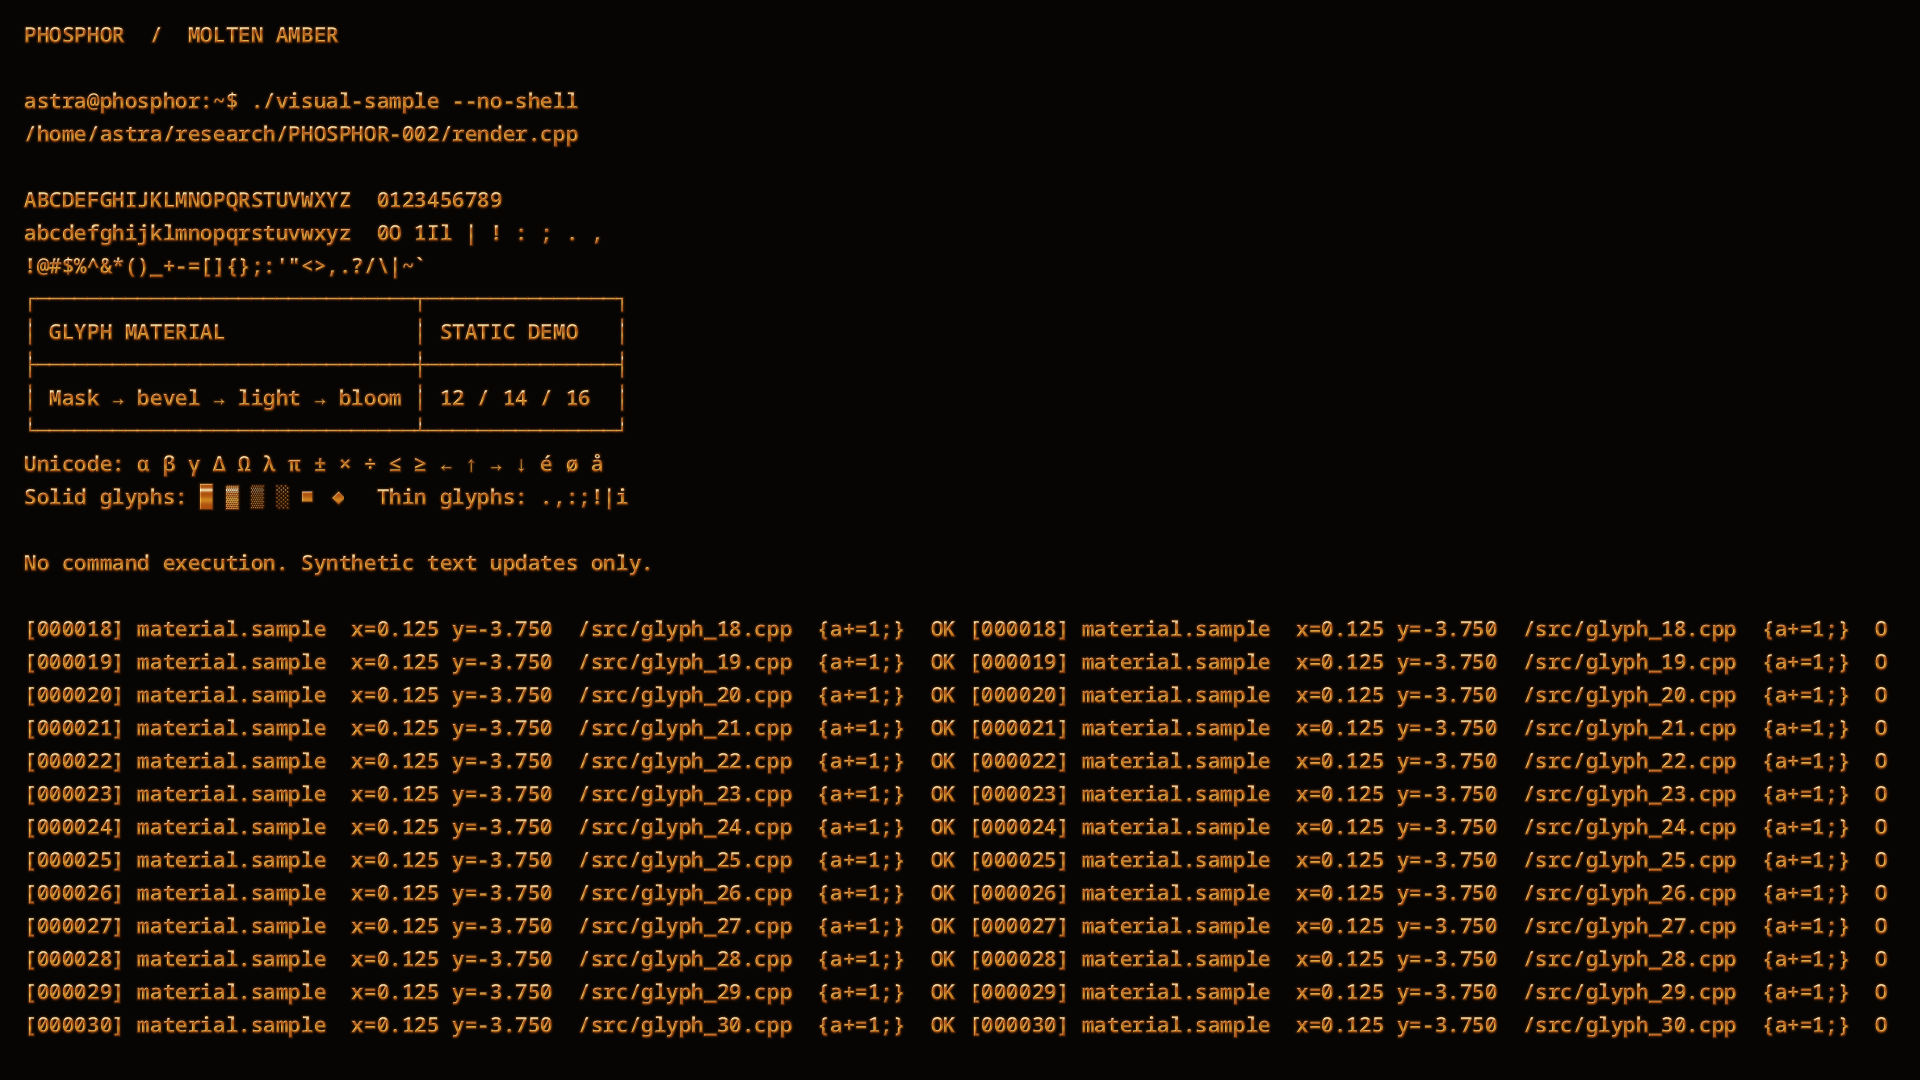 PHOSPHOR  /  MOLTEN AMBER
astra@phosphor:~$ ./visual-sample --no-shell
/home/astra/research/PHOSPHOR-002/render.cpp
ABCDEFGHIJKLMNOPQRSTUVWXYZ  0123456789
abcdefghijklmnopqrstuvwxyz  0O 1Il | ! : ; . ,
!@#$%^&*()_+-=[]{};:'"<>,.?/\|~`
┌──────────────────────────────┬───────────────┐
│ GLYPH MATERIAL               │ STATIC DEMO   │
├──────────────────────────────┼───────────────┤
│ Mask → bevel → light → bloom │ 12 / 14 / 16  │
└──────────────────────────────┴───────────────┘
Unicode: α β γ Δ Ω λ π ± × ÷ ≤ ≥ ← ↑ → ↓ é ø å
Solid glyphs: █ ▓ ▒ ░ ■ ◆  Thin glyphs: .,:;!|i
No command execution. Synthetic text updates only.
[000018] material.sample  x=0.125 y=-3.750  /src/glyph_18.cpp  {a+=1;}  OK [000018] material.sample  x=0.125 y=-3.750  /src/glyph_18.cpp  {a+=1;}  O
[000019] material.sample  x=0.125 y=-3.750  /src/glyph_19.cpp  {a+=1;}  OK [000019] material.sample  x=0.125 y=-3.750  /src/glyph_19.cpp  {a+=1;}  O
[000020] material.sample  x=0.125 y=-3.750  /src/glyph_20.cpp  {a+=1;}  OK [000020] material.sample  x=0.125 y=-3.750  /src/glyph_20.cpp  {a+=1;}  O
[000021] material.sample  x=0.125 y=-3.750  /src/glyph_21.cpp  {a+=1;}  OK [000021] material.sample  x=0.125 y=-3.750  /src/glyph_21.cpp  {a+=1;}  O
[000022] material.sample  x=0.125 y=-3.750  /src/glyph_22.cpp  {a+=1;}  OK [000022] material.sample  x=0.125 y=-3.750  /src/glyph_22.cpp  {a+=1;}  O
[000023] material.sample  x=0.125 y=-3.750  /src/glyph_23.cpp  {a+=1;}  OK [000023] material.sample  x=0.125 y=-3.750  /src/glyph_23.cpp  {a+=1;}  O
[000024] material.sample  x=0.125 y=-3.750  /src/glyph_24.cpp  {a+=1;}  OK [000024] material.sample  x=0.125 y=-3.750  /src/glyph_24.cpp  {a+=1;}  O
[000025] material.sample  x=0.125 y=-3.750  /src/glyph_25.cpp  {a+=1;}  OK [000025] material.sample  x=0.125 y=-3.750  /src/glyph_25.cpp  {a+=1;}  O
[000026] material.sample  x=0.125 y=-3.750  /src/glyph_26.cpp  {a+=1;}  OK [000026] material.sample  x=0.125 y=-3.750  /src/glyph_26.cpp  {a+=1;}  O
[000027] material.sample  x=0.125 y=-3.750  /src/glyph_27.cpp  {a+=1;}  OK [000027] material.sample  x=0.125 y=-3.750  /src/glyph_27.cpp  {a+=1;}  O
[000028] material.sample  x=0.125 y=-3.750  /src/glyph_28.cpp  {a+=1;}  OK [000028] material.sample  x=0.125 y=-3.750  /src/glyph_28.cpp  {a+=1;}  O
[000029] material.sample  x=0.125 y=-3.750  /src/glyph_29.cpp  {a+=1;}  OK [000029] material.sample  x=0.125 y=-3.750  /src/glyph_29.cpp  {a+=1;}  O
[000030] material.sample  x=0.125 y=-3.750  /src/glyph_30.cpp  {a+=1;}  OK [000030] material.sample  x=0.125 y=-3.750  /src/glyph_30.cpp  {a+=1;}  O